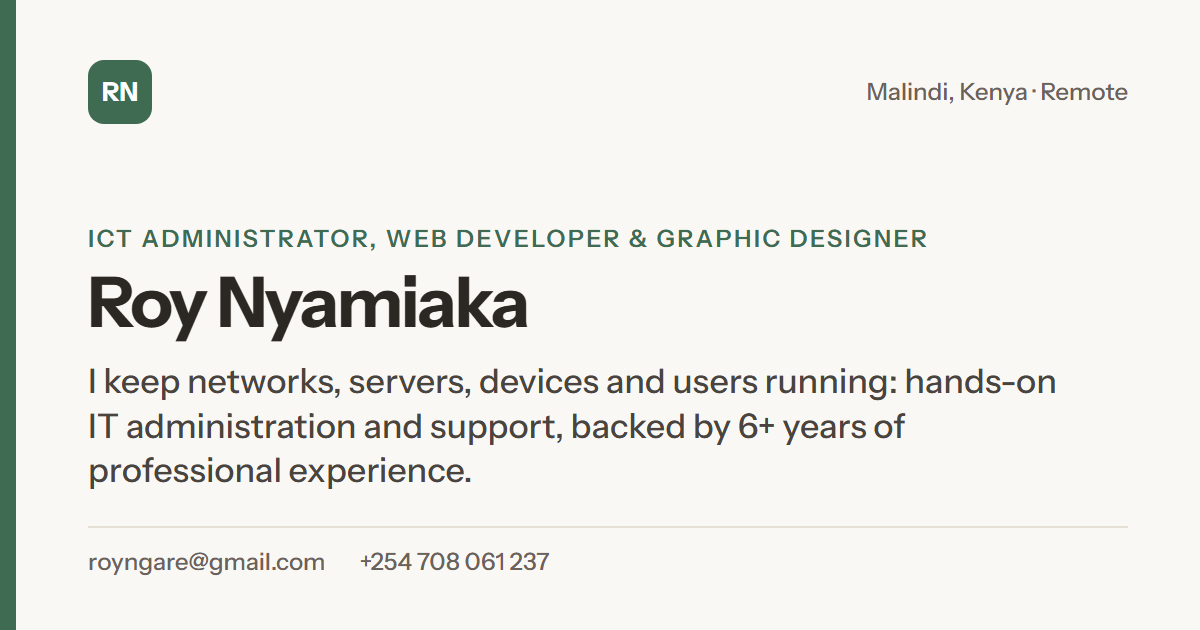 RN
Malindi, Kenya · Remote
ICT ADMINISTRATOR, WEB DEVELOPER & GRAPHIC DESIGNER
Roy Nyamiaka
I keep networks, servers, devices and users running: hands-on
IT administration and support, backed by 6+ years of
professional experience.
royngare@gmail.com +254 708 061 237